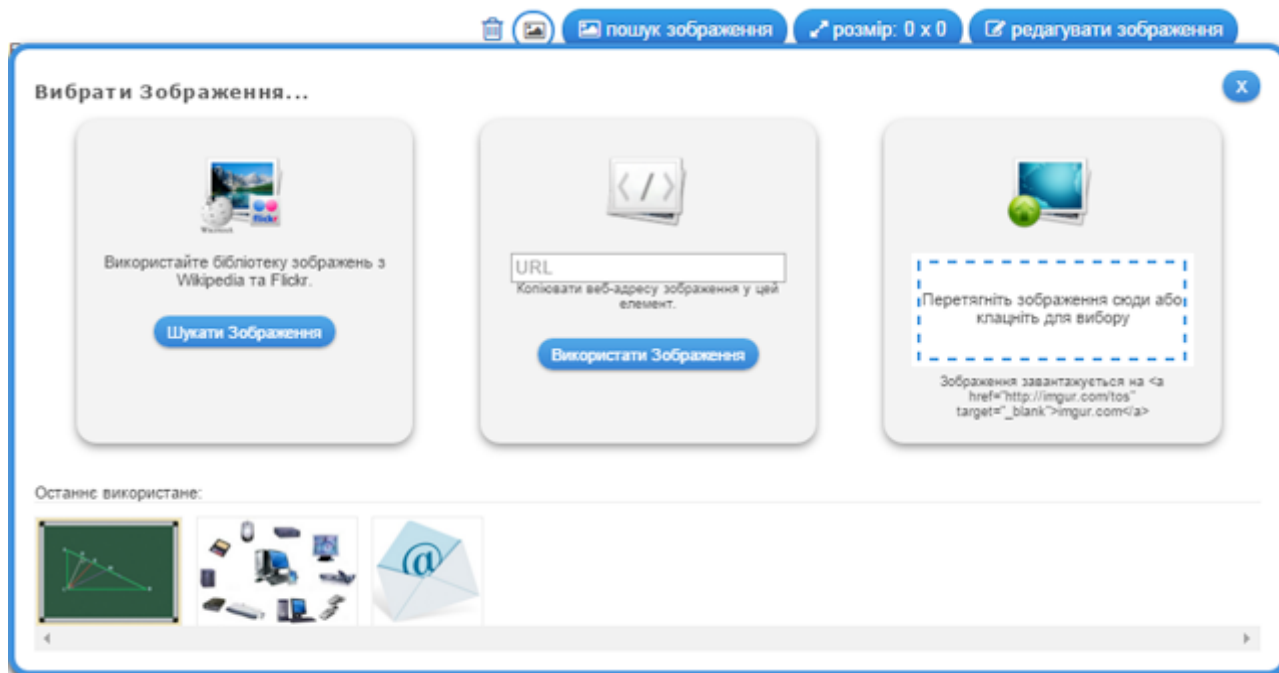 пошук зображення
розмір: 0 x 0
редагувати зображення
Вибрати Зображення...
X
flickr
Використайте бібліотеку зображень з
Wikipedia та Flickr.
Шукати Зображення
</>
URL
Копіювати веб-адресу зображення у цей
елемент.
Використати Зображення
Перетягніть зображення сюди або
клацніть для вибору
Зображення завантажується на <a
href="http://imgur.com/tos"
target="_blank">imgur.com</a>
Останнє використане:
@